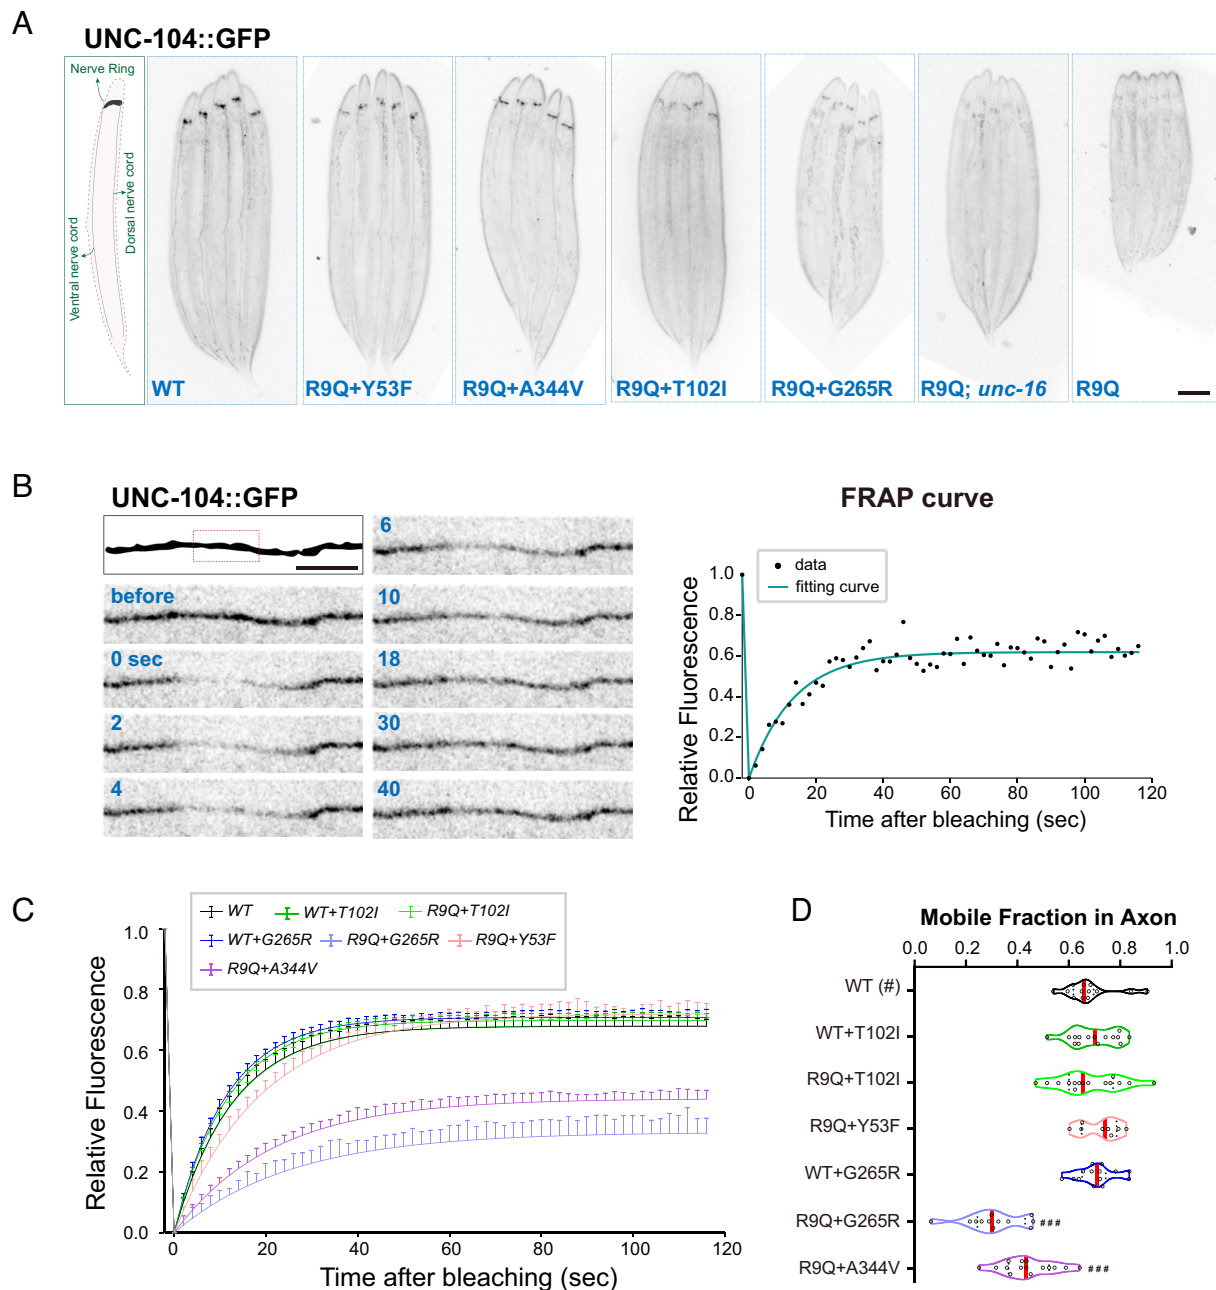 A
UNC-104::GFP
Nerve Ring
Dorsal nerve cord
Ventral nerve cord
WT
R9Q+Y53F
R9Q+A344V
R9Q+T102I
R9Q+G265R
R9Q; unc-16
R9Q
B
UNC-104::GFP
before
0 sec
2
4
6
10
18
30
40
FRAP curve
data
fitting curve
Relative Fluorescence
1.0
0.8
0.6
0.4
0.2
0.0
0 20 40 60 80 100 120
Time after bleaching (sec)
C
WT WT+T102I R9Q+T102I
WT+G265R R9Q+G265R R9Q+Y53F
R9Q+A344V
Relative Fluorescence
1.0
0.8
0.6
0.4
0.2
0.0
0 20 40 60 80 100 120
Time after bleaching (sec)
D
Mobile Fraction in Axon
0.0 0.2 0.4 0.6 0.8 1.0
WT (#)
WT+T102I
R9Q+T102I
R9Q+Y53F
WT+G265R
R9Q+G265R ###
R9Q+A344V ###